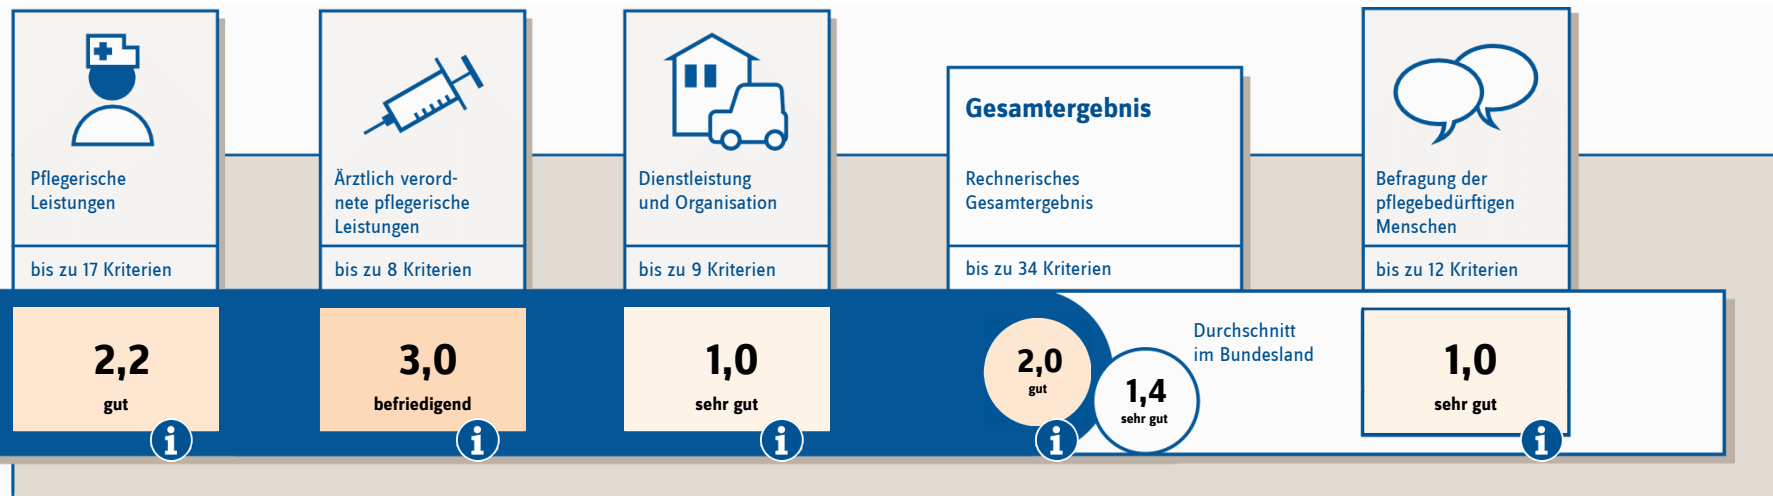 Pflegerische
Leistungen
bis zu 17 Kriterien
2,2
gut
i
Ärztlich verord-
nete pflegerische
Leistungen
bis zu 8 Kriterien
3,0
befriedigend
i
Dienstleistung
und Organisation
bis zu 9 Kriterien
1,0
sehr gut
i
Gesamtergebnis
Rechnerisches
Gesamtergebnis
bis zu 34 Kriterien
2,0
gut
i
1,4
sehr gut
Durchschnitt
im Bundesland
Befragung der
pflegebedürftigen
Menschen
bis zu 12 Kriterien
1,0
sehr gut
i